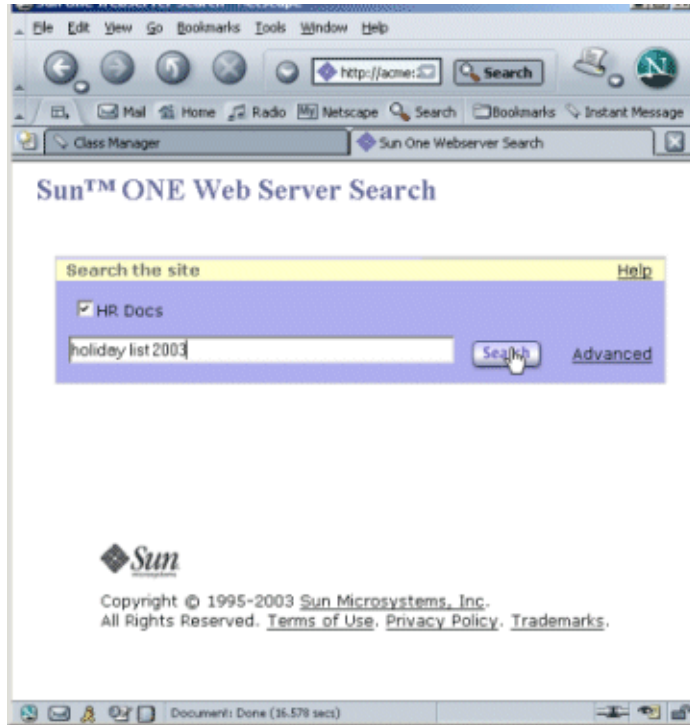 File Edit View Go Bookmarks Tools Window Help
http://acme: Search
Mail Home Radio My Netscape Search Bookmarks Instant Message
Class Manager Sun One Webserver Search
Sun™ ONE Web Server Search
Search the site Help
HR Docs
holiday list 2003 Search Advanced
Sun
microsystems
Copyright © 1995-2003 Sun Microsystems, Inc.
All Rights Reserved. Terms of Use. Privacy Policy. Trademarks.
Document: Done (16.578 secs)